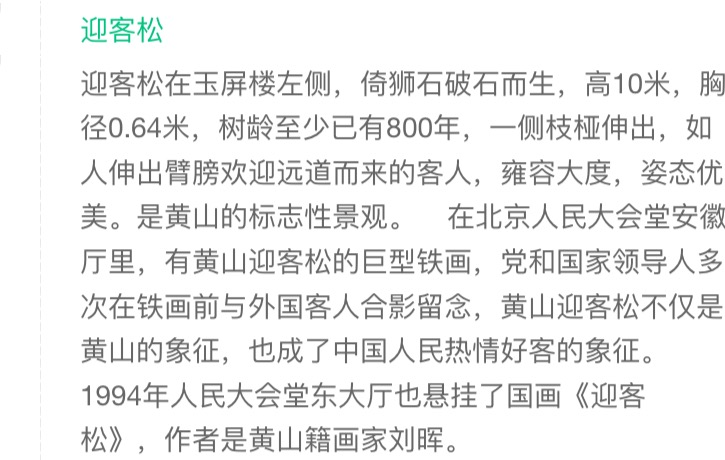 迎客松
迎客松在玉屏楼左侧，倚狮石破石而生，高10米，胸
径0.64米，树龄至少已有800年，一侧枝桠伸出，如
人伸出臂膀欢迎远道而来的客人，雍容大度，姿态优
美。是黄山的标志性景观。　在北京人民大会堂安徽
厅里，有黄山迎客松的巨型铁画，党和国家领导人多
次在铁画前与外国客人合影留念，黄山迎客松不仅是
黄山的象征，也成了中国人民热情好客的象征。
1994年人民大会堂东大厅也悬挂了国画《迎客
松》，作者是黄山籍画家刘晖。